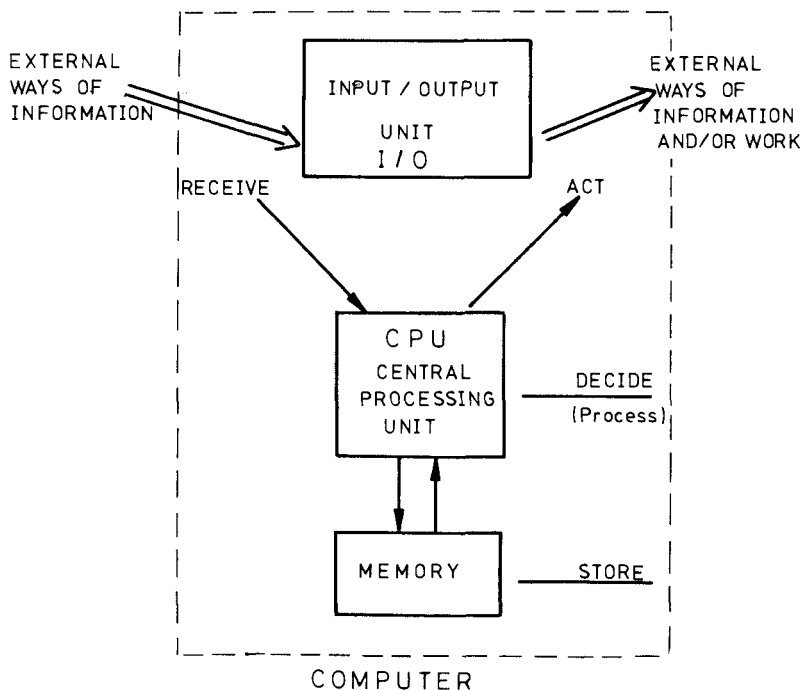 EXTERNAL
WAYS OF
INFORMATION
INPUT / OUTPUT
UNIT
I / O
EXTERNAL
WAYS OF
INFORMATION
AND/OR WORK
RECEIVE
ACT
CPU
CENTRAL
PROCESSING
UNIT
DECIDE
(Process)
MEMORY
STORE
COMPUTER